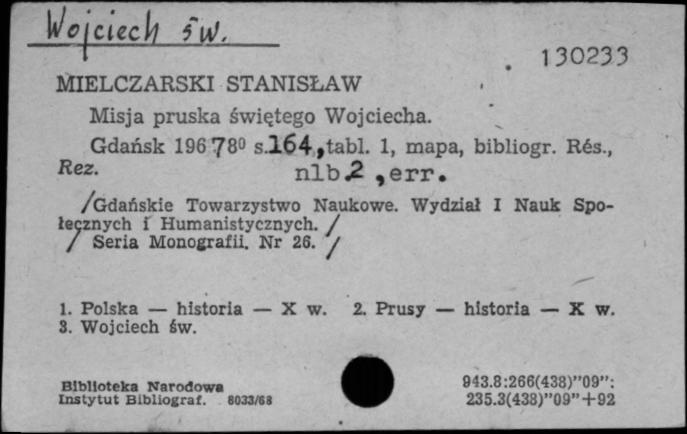 Wojciech św.
130233
MIELCZARSKI STANISŁAW
Misja pruska świętego Wojciecha.
Gdańsk 1967 8⁰ s.164, tabl. 1, mapa, bibliogr. Rés.,
Rez. nlb.2, err.
/Gdańskie Towarzystwo Naukowe. Wydział I Nauk Spo-
łecznych i Humanistycznych./
/ Seria Monografii. Nr 26. /
1. Polska — historia — X w. 2. Prusy — historia — X w.
3. Wojciech św.
Biblioteka Narodowa
Instytut Bibliograf. 8033/68
943.8:266(438)"09":
235.3(438)"09"+92